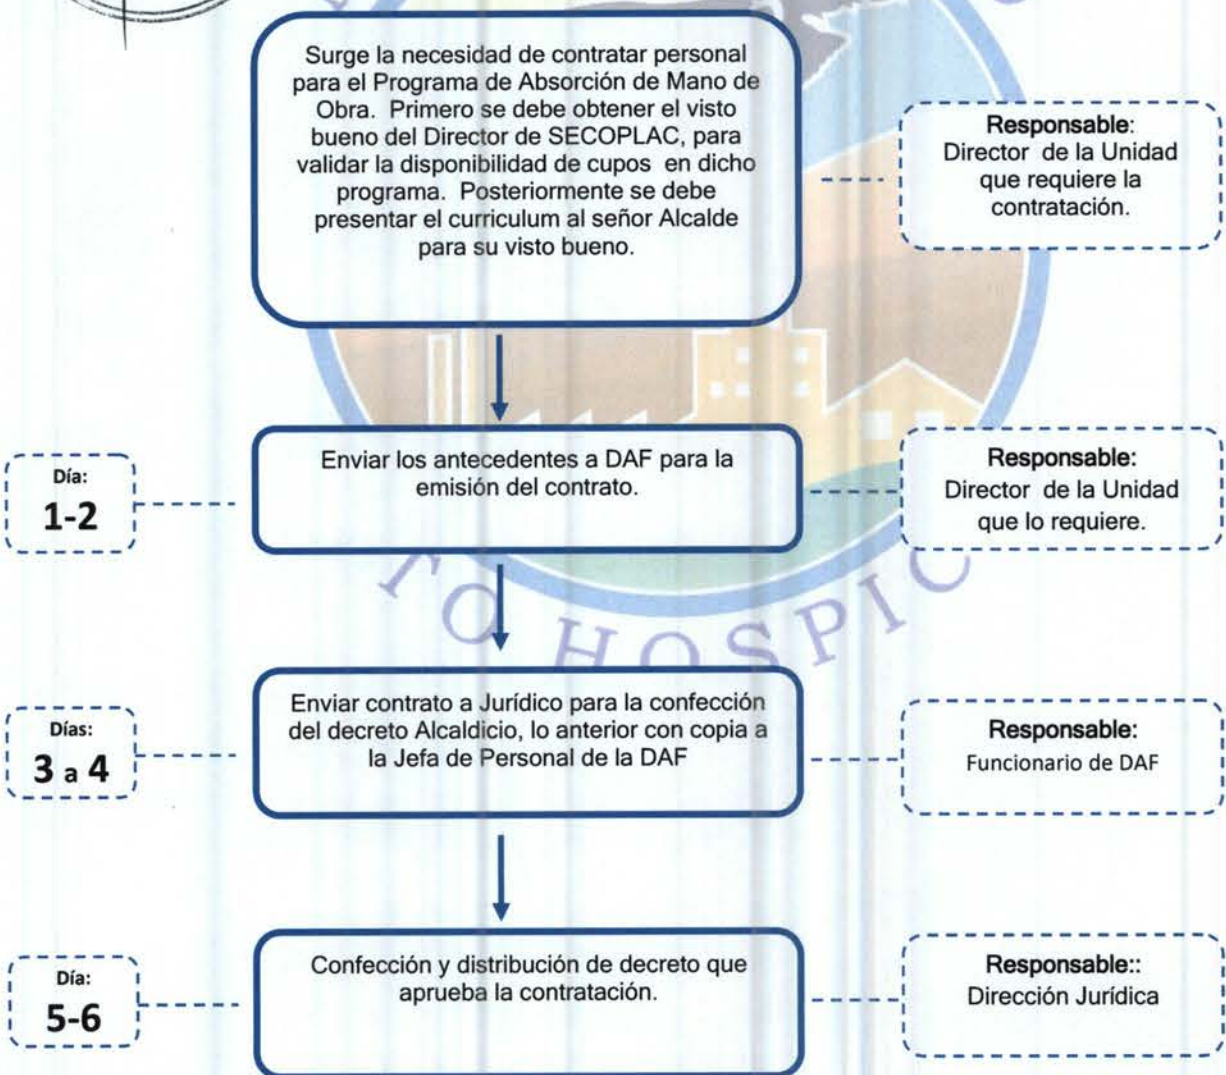 Surge la necesidad de contratar personal
para el Programa de Absorción de Mano de
Obra. Primero se debe obtener el visto
bueno del Director de SECOPLAC, para
validar la disponibilidad de cupos en dicho
programa. Posteriormente se debe
presentar el curriculum al señor Alcalde
para su visto bueno.
Responsable:
Director de la Unidad
que requiere la
contratación.
Día:
1-2
Enviar los antecedentes a DAF para la
emisión del contrato.
Responsable:
Director de la Unidad
que lo requiere.
TO HOSPIC
Días:
3 a 4
Enviar contrato a Jurídico para la confección
del decreto Alcaldicio, lo anterior con copia a
la Jefa de Personal de la DAF
Responsable:
Funcionario de DAF
Día:
5-6
Confección y distribución de decreto que
aprueba la contratación.
Responsable::
Dirección Jurídica